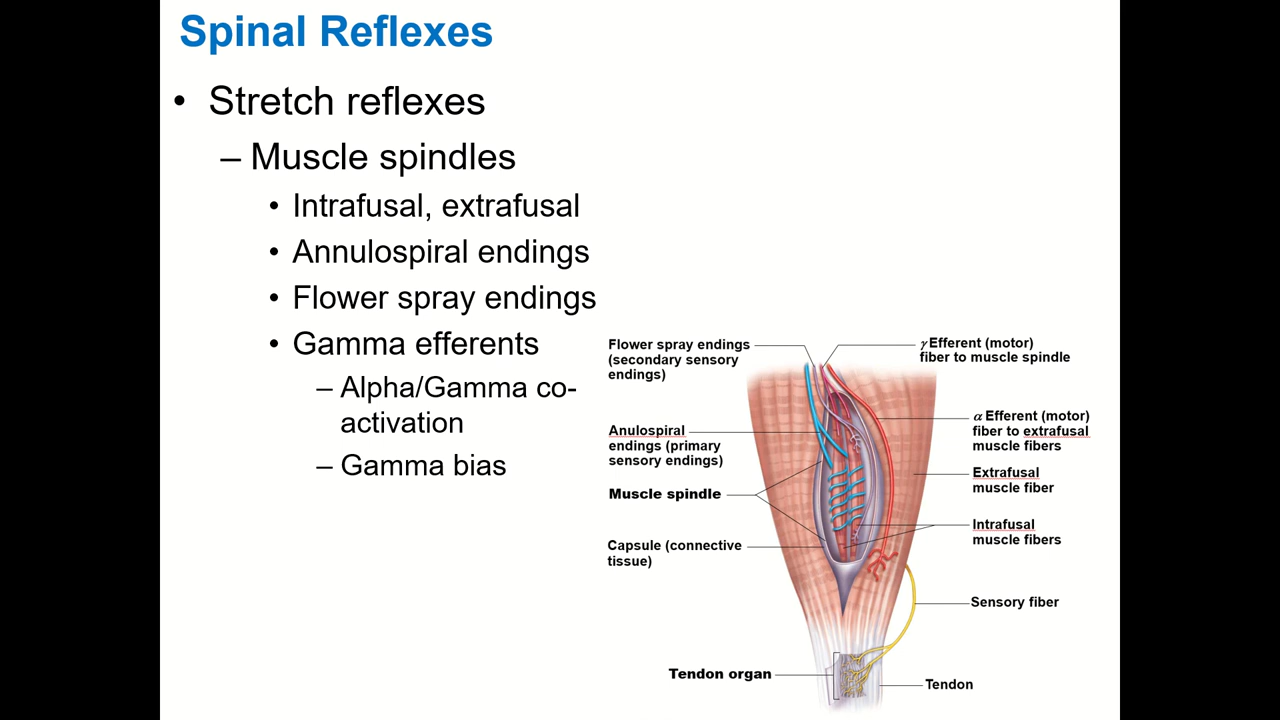 Spinal Reflexes
• Stretch reflexes
– Muscle spindles
• Intrafusal, extrafusal
• Annulospiral endings
• Flower spray endings
• Gamma efferents
– Alpha/Gamma co-
activation
– Gamma bias
Flower spray endings
(secondary sensory
endings)
Anulospiral
endings (primary
sensory endings)
Muscle spindle
Capsule (connective
tissue)
Tendon organ
γ Efferent (motor)
fiber to muscle spindle
α Efferent (motor)
fiber to extrafusal
muscle fibers
Extrafusal
muscle fiber
Intrafusal
muscle fibers
Sensory fiber
Tendon